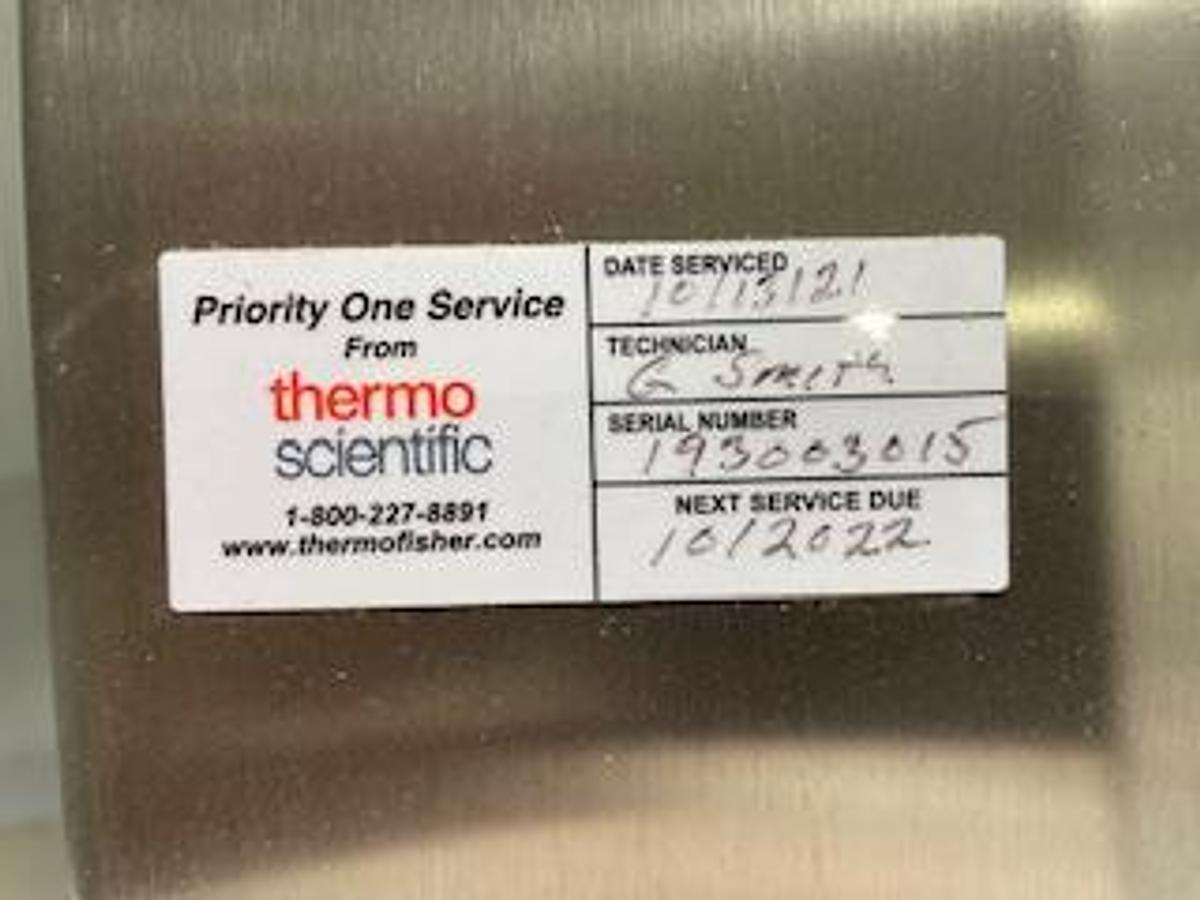 Priority One Service
From
thermo
scientific
1-800-227-8891
www.thermofisher.com
DATE SERVICED
10/13/21
TECHNICIAN
G Smith
SERIAL NUMBER
193003015
NEXT SERVICE DUE
10/2022